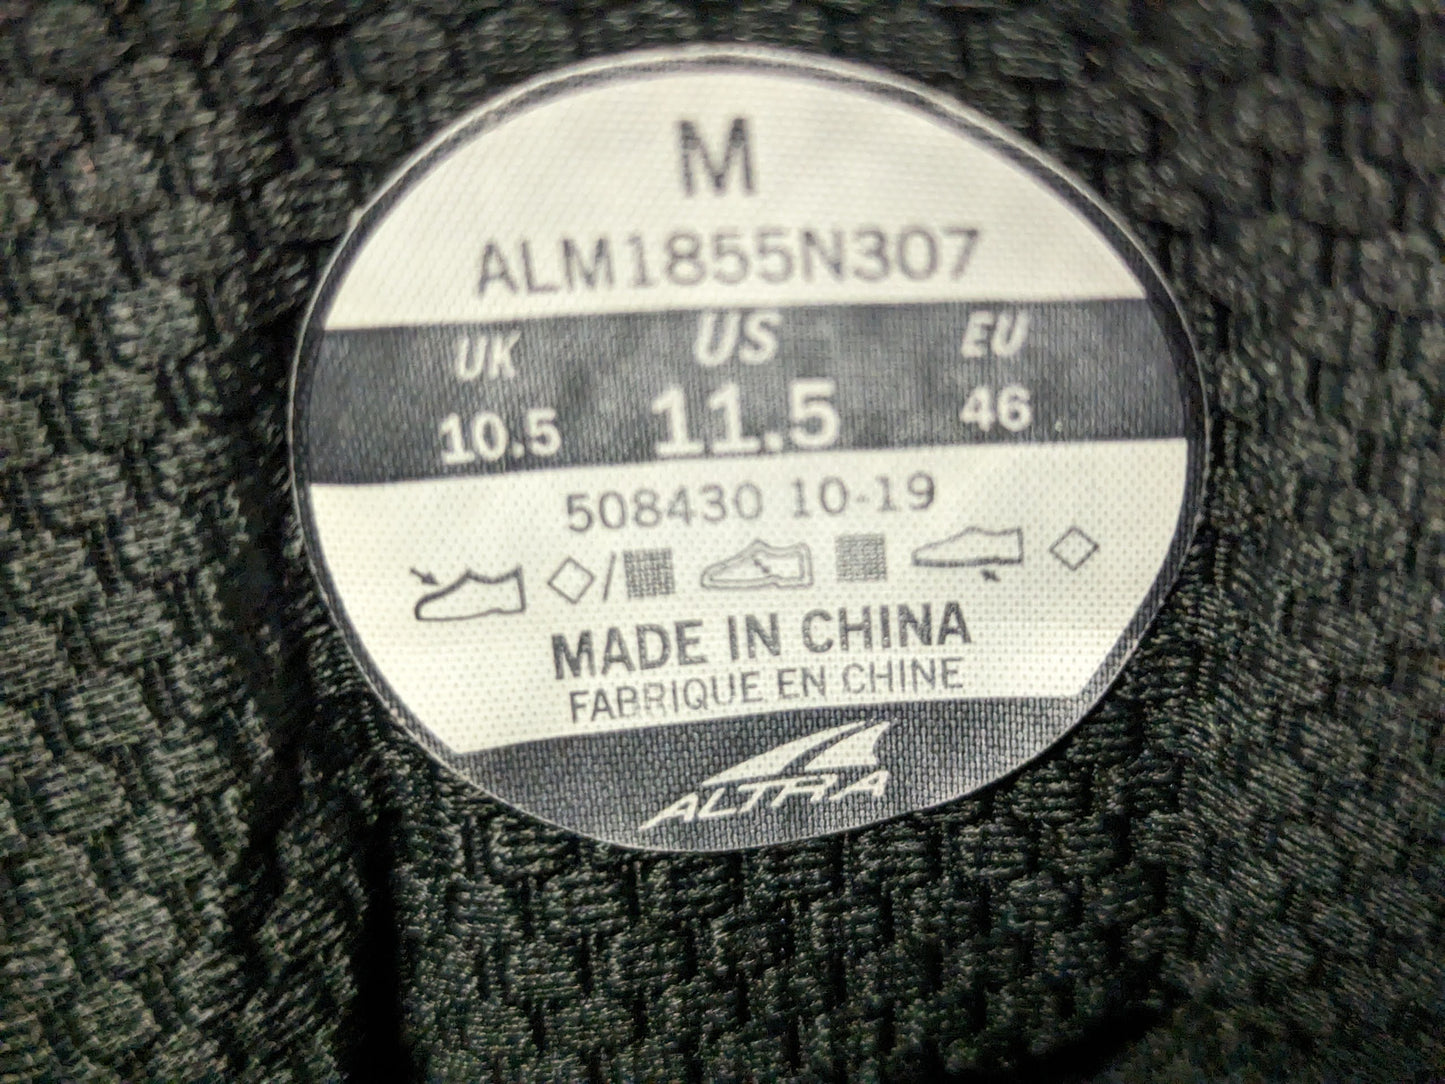 M
ALM1855N307
UK US EU
10.5 11.5 46
508430 10-19
MADE IN CHINA
FABRIQUE EN CHINE
ALTRA